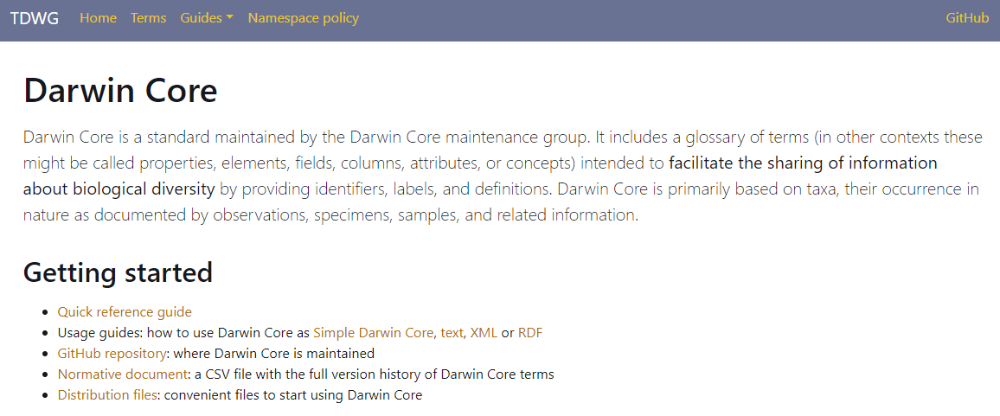 TDWG Home Terms Guides Namespace policy GitHub
Darwin Core
Darwin Core is a standard maintained by the Darwin Core maintenance group. It includes a glossary of terms (in other contexts these
might be called properties, elements, fields, columns, attributes, or concepts) intended to facilitate the sharing of information
about biological diversity by providing identifiers, labels, and definitions. Darwin Core is primarily based on taxa, their occurrence in
nature as documented by observations, specimens, samples, and related information.
Getting started
• Quick reference guide
• Usage guides: how to use Darwin Core as Simple Darwin Core, text, XML or RDF
• GitHub repository: where Darwin Core is maintained
• Normative document: a CSV file with the full version history of Darwin Core terms
• Distribution files: convenient files to start using Darwin Core